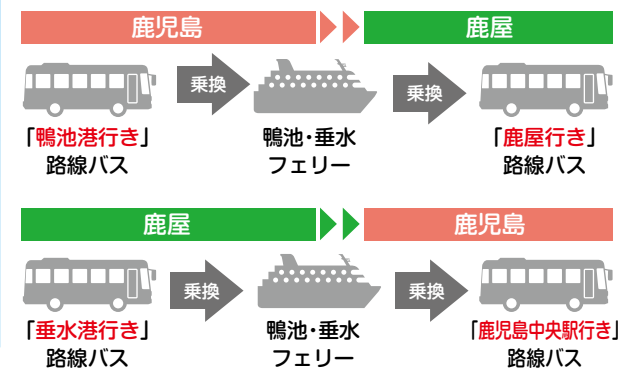 鹿児島 鹿屋
乗換 乗換
「鴨池港行き」 鴨池・垂水 「鹿屋行き」
路線バス フェリー 路線バス
鹿屋 鹿児島
乗換 乗換
「垂水港行き」 鴨池・垂水 「鹿児島中央駅行き」
路線バス フェリー 路線バス